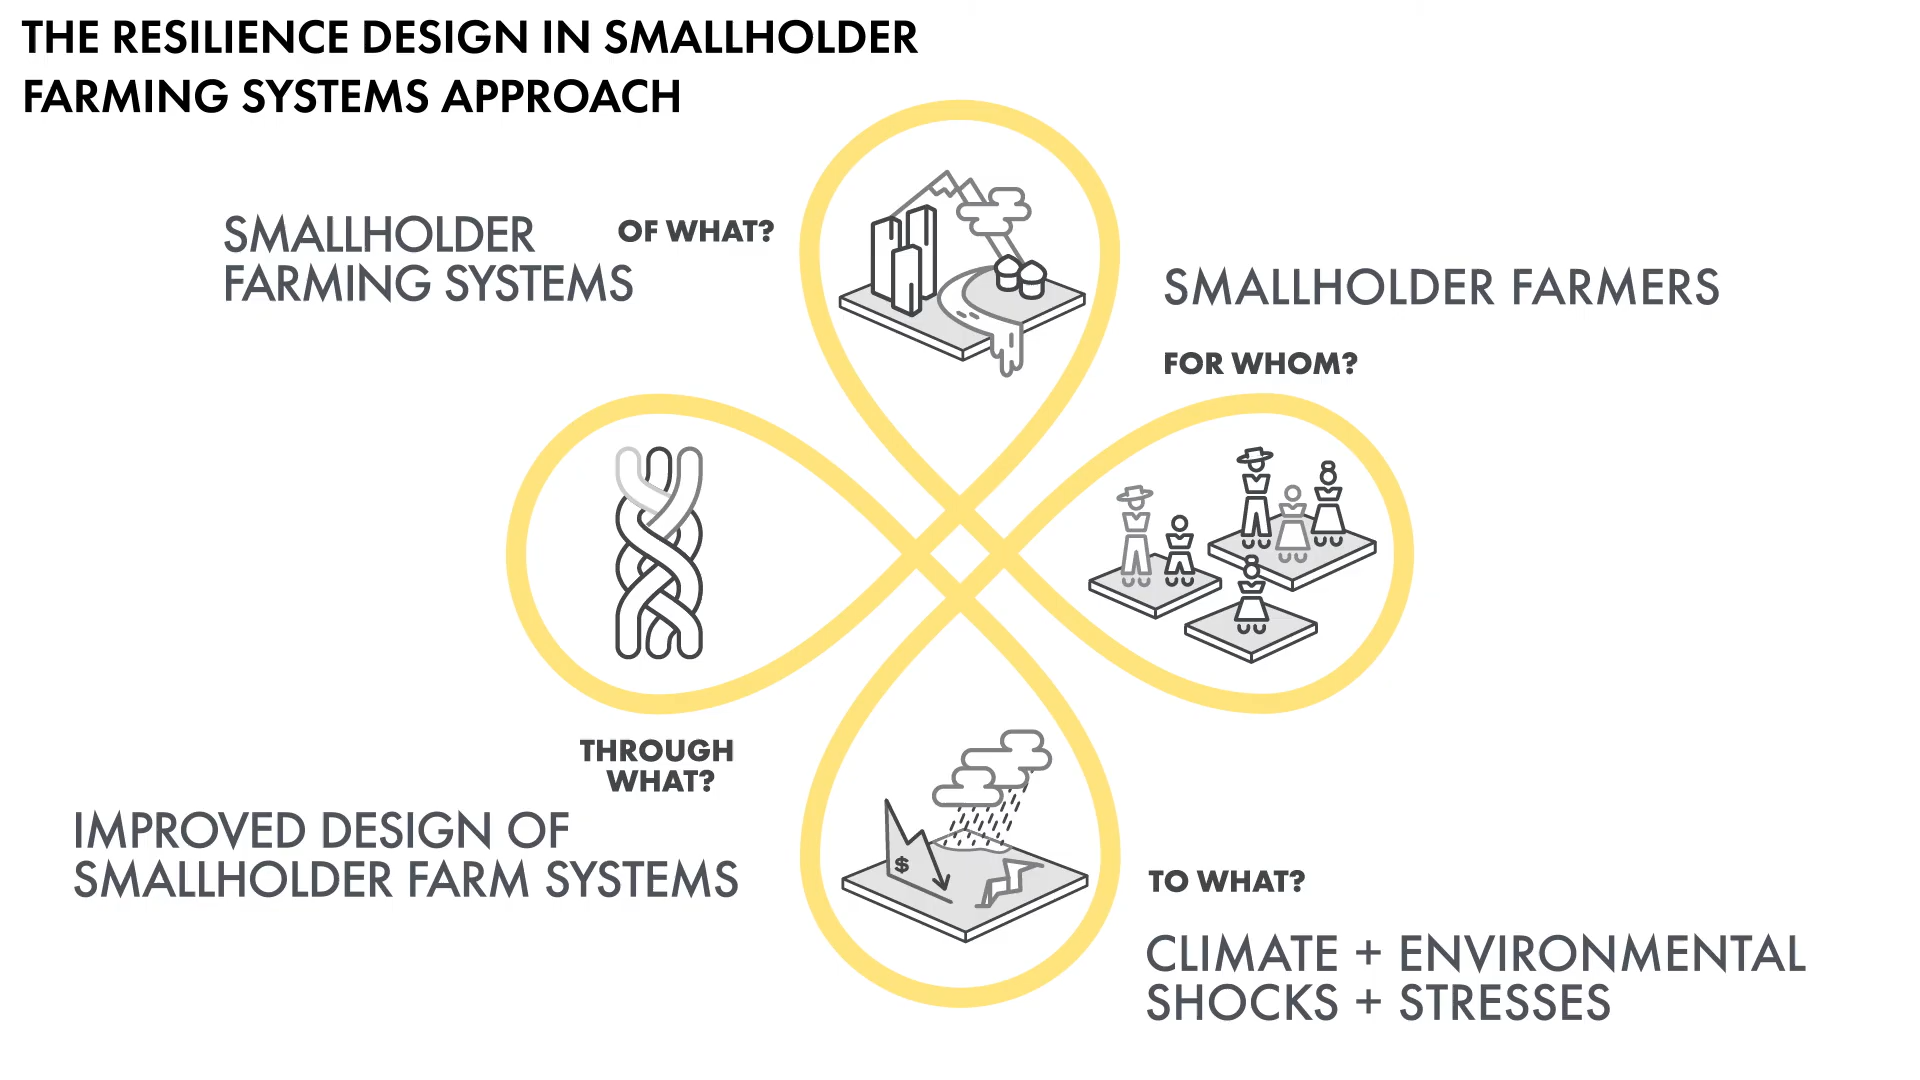 THE RESILIENCE DESIGN IN SMALLHOLDER
FARMING SYSTEMS APPROACH
SMALLHOLDER
FARMING SYSTEMS
OF WHAT?
SMALLHOLDER FARMERS
FOR WHOM?
THROUGH
WHAT?
IMPROVED DESIGN OF
SMALLHOLDER FARM SYSTEMS
$
TO WHAT?
CLIMATE + ENVIRONMENTAL
SHOCKS + STRESSES